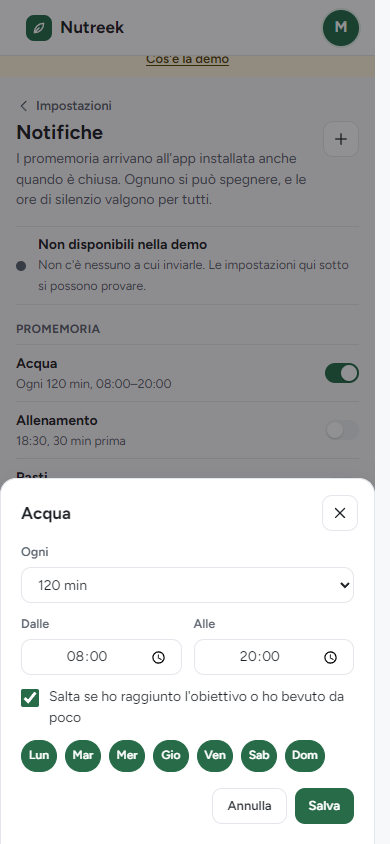 Nutreek
M
Cos'è la demo
Impostazioni
Notifiche
I promemoria arrivano all'app installata anche
quando è chiusa. Ognuno si può spegnere, e le
ore di silenzio valgono per tutti.
Non disponibili nella demo
Non c'è nessuno a cui inviarle. Le impostazioni qui sotto
si possono provare.
PROMEMORIA
Acqua
Ogni 120 min, 08:00–20:00
Allenamento
18:30, 30 min prima
Pasti
Acqua
Ogni
120 min
Dalle
Alle
08:00
20:00
Salta se ho raggiunto l'obiettivo o ho bevuto da
poco
Lun Mar Mer Gio Ven Sab Dom
Annulla
Salva